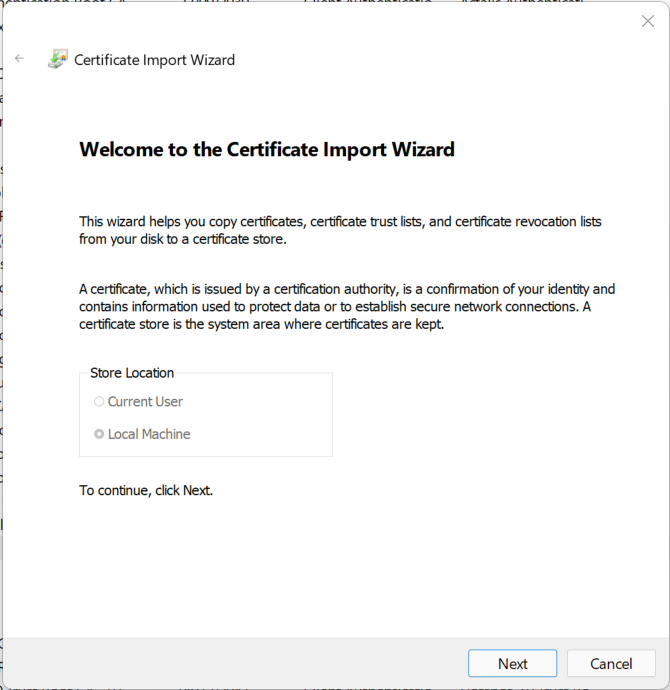 Certificate Import Wizard
Welcome to the Certificate Import Wizard
This wizard helps you copy certificates, certificate trust lists, and certificate revocation lists
from your disk to a certificate store.
A certificate, which is issued by a certification authority, is a confirmation of your identity and
contains information used to protect data or to establish secure network connections. A
certificate store is the system area where certificates are kept.
Store Location
Current User
Local Machine
To continue, click Next.
Next
Cancel